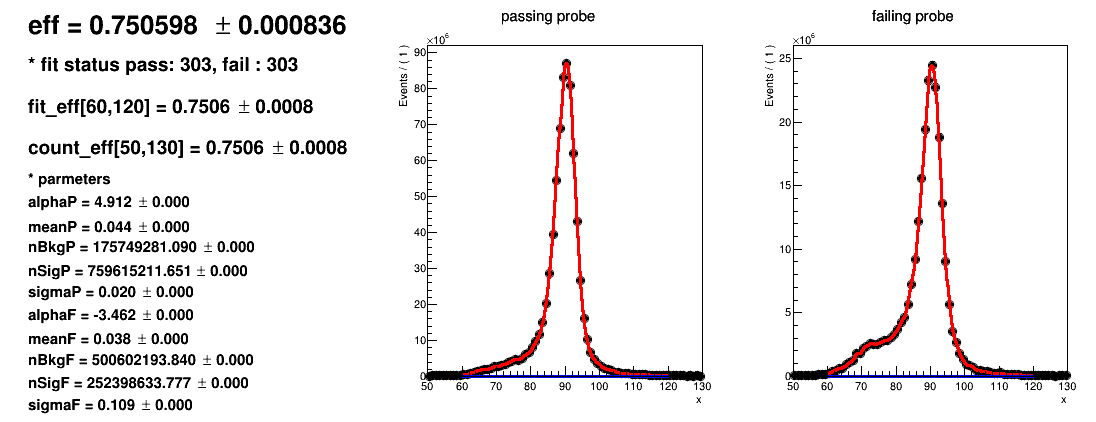 eff = 0.750598 ± 0.000836
* fit status pass: 303, fail : 303
fit_eff[60,120] = 0.7506 ± 0.0008
count_eff[50,130] = 0.7506 ± 0.0008
* parmeters
alphaP = 4.912 ± 0.000
meanP = 0.044 ± 0.000
nBkgP = 175749281.090 ± 0.000
nSigP = 759615211.651 ± 0.000
sigmaP = 0.020 ± 0.000
alphaF = -3.462 ± 0.000
meanF = 0.038 ± 0.000
nBkgF = 500602193.840 ± 0.000
nSigF = 252398633.777 ± 0.000
sigmaF = 0.109 ± 0.000
passing probe
×10⁶
Events / ( 1 )
90
80
70
60
50
40
30
20
10
0
50 60 70 80 90 100 110 120 130
x
failing probe
×10⁶
Events / ( 1 )
25
20
15
10
5
0
50 60 70 80 90 100 110 120 130
x